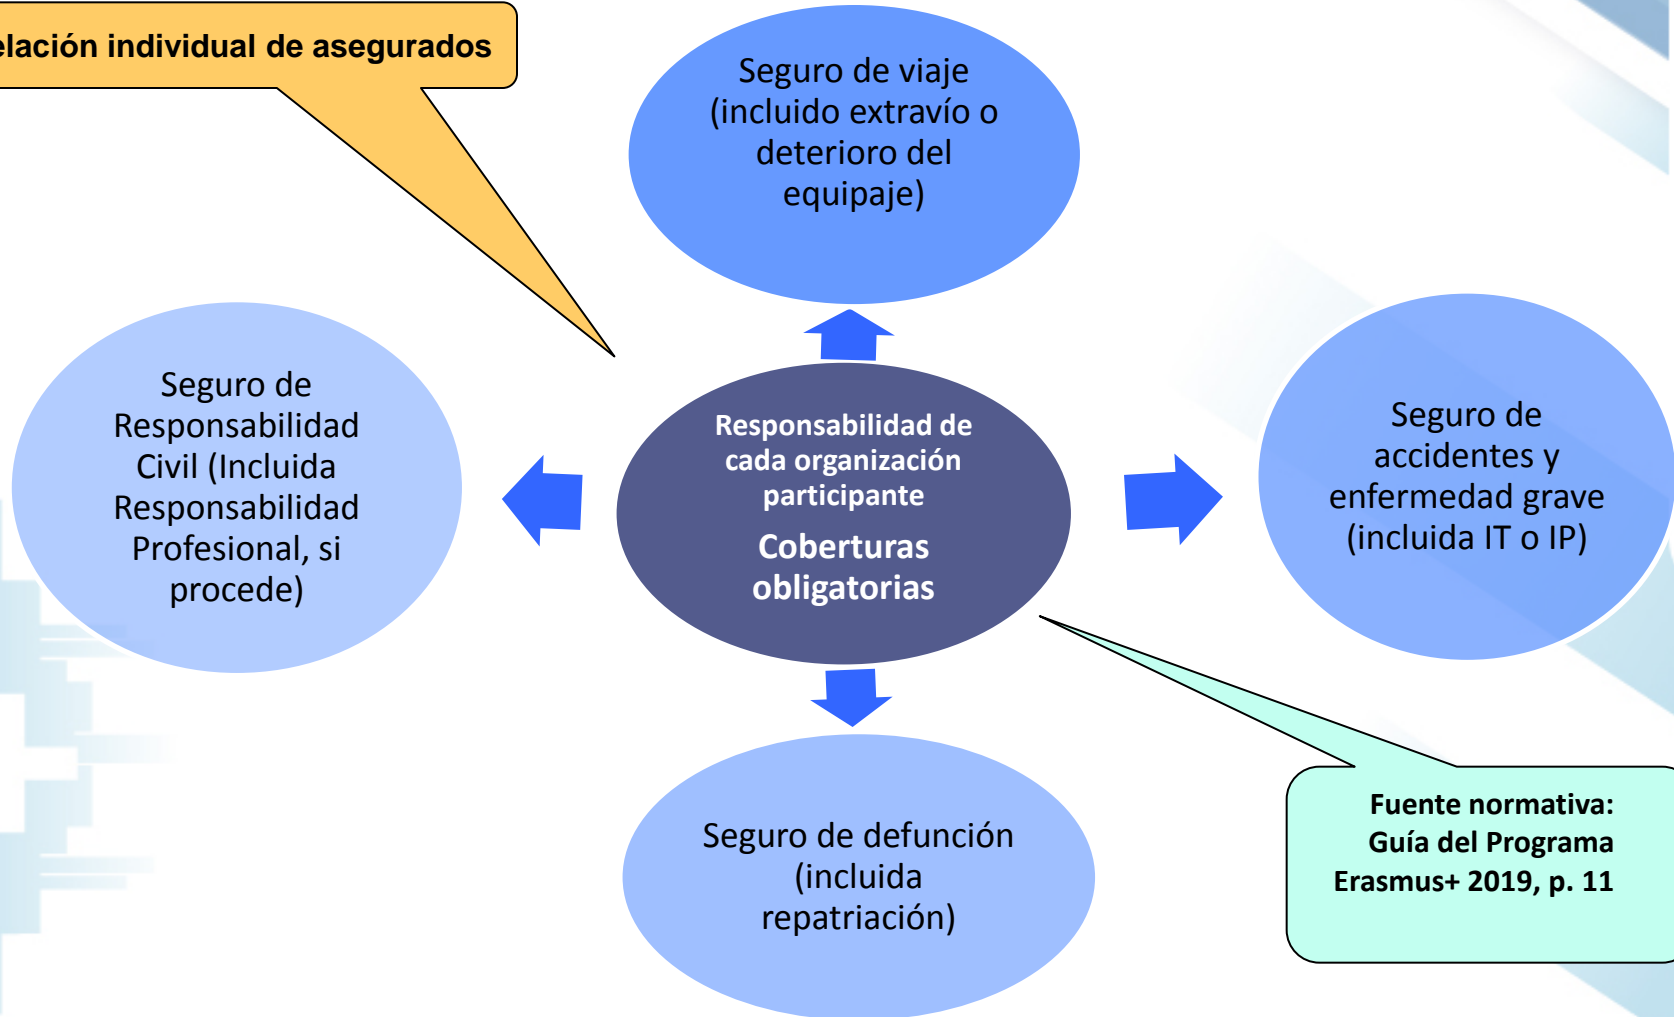 elación individual de asegurados
Seguro de viaje
(incluido extravío o
deterioro del
equipaje)
Seguro de
Responsabilidad
Civil (Incluida
Responsabilidad
Profesional, si
procede)
Responsabilidad de
cada organización
participante
Coberturas
obligatorias
Seguro de
accidentes y
enfermedad grave
(incluida IT o IP)
Seguro de defunción
(incluida
repatriación)
Fuente normativa:
Guía del Programa
Erasmus+ 2019, p. 11